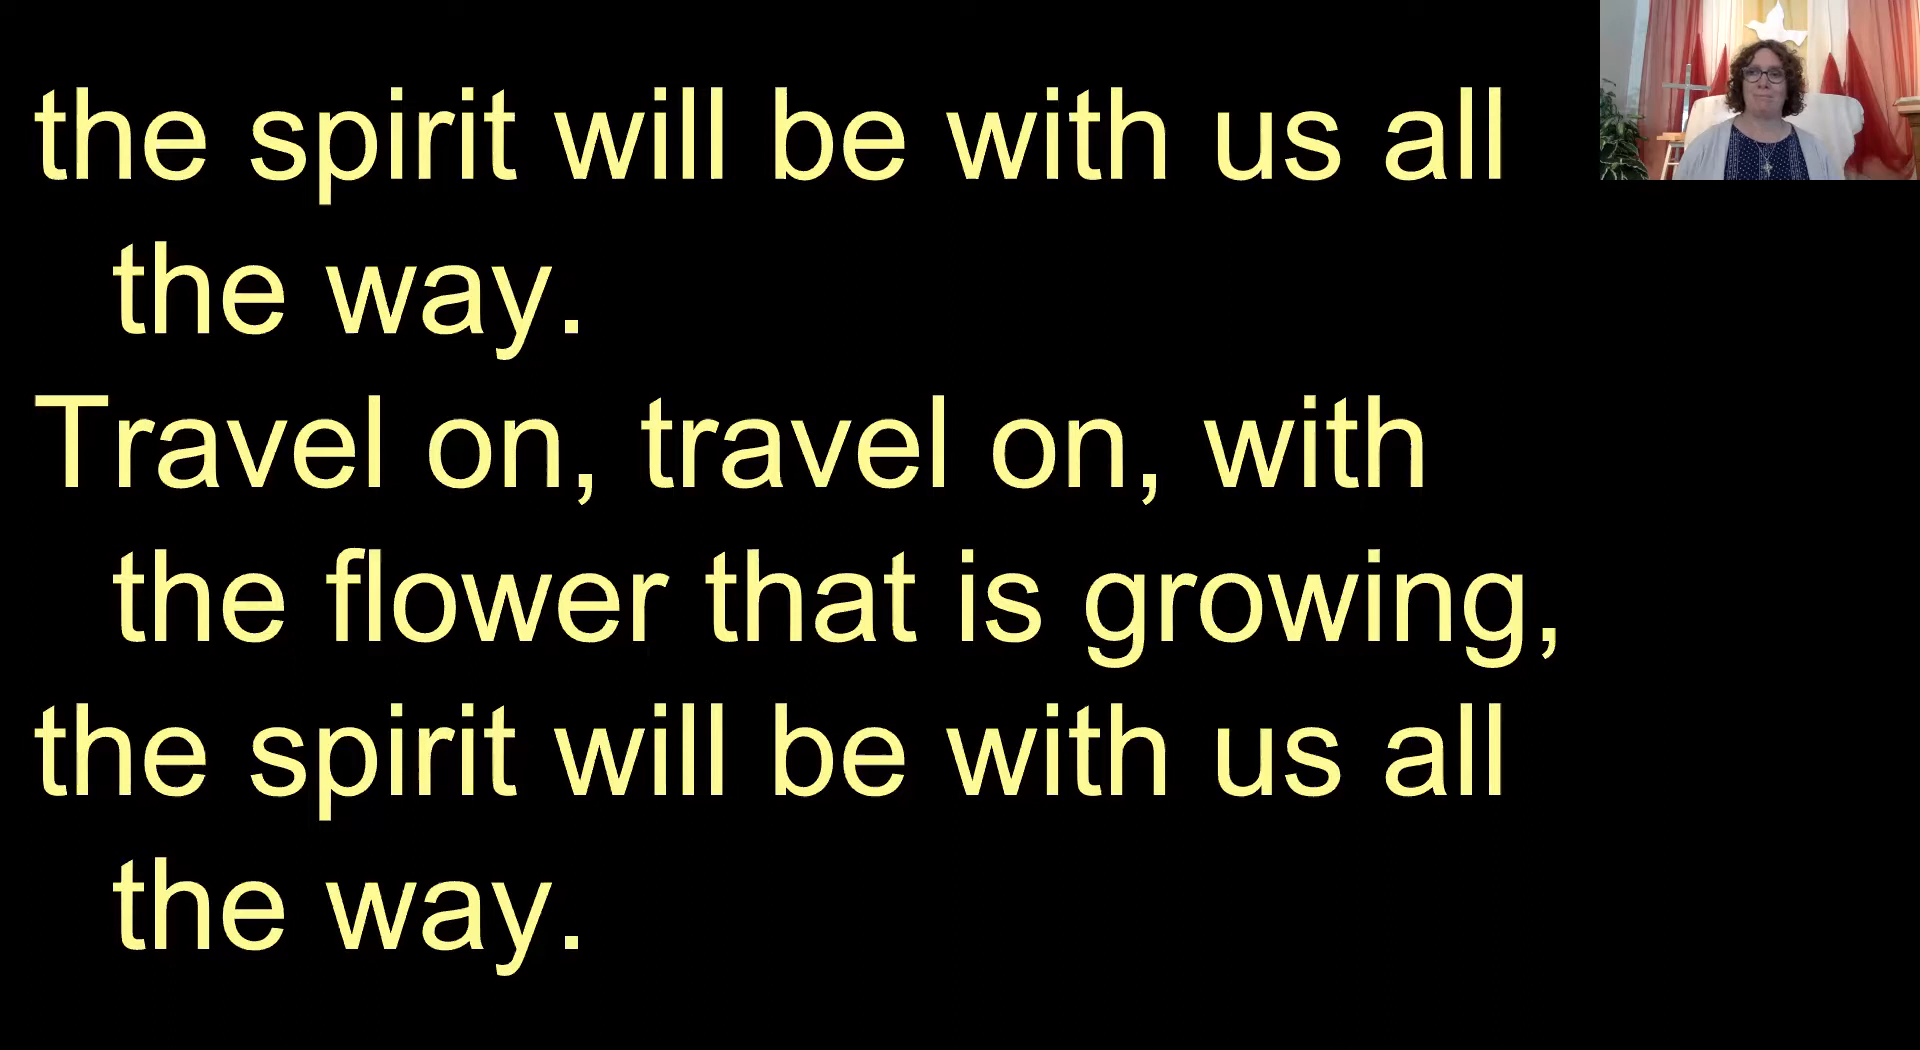 the spirit will be with us all
the way.
Travel on, travel on, with
the flower that is growing,
the spirit will be with us all
the way.